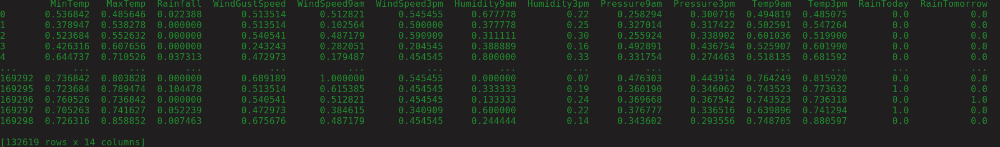 MinTemp MaxTemp Rainfall WindGustSpeed WindSpeed9am WindSpeed3pm Humidity9am Humidity3pm Pressure9am Pressure3pm Temp9am Temp3pm RainToday RainTomorrow
0 0.536842 0.485646 0.022388 0.513514 0.512821 0.545455 0.677778 0.22 0.258294 0.300716 0.494819 0.485075 0.0 0.0
1 0.378947 0.538278 0.000000 0.513514 0.102564 0.500000 0.377778 0.25 0.327014 0.317422 0.502591 0.547264 0.0 0.0
2 0.523684 0.552632 0.000000 0.540541 0.487179 0.590909 0.311111 0.30 0.255924 0.338902 0.601036 0.519900 0.0 0.0
3 0.426316 0.607656 0.000000 0.243243 0.282051 0.204545 0.388889 0.16 0.492891 0.436754 0.525907 0.601990 0.0 0.0
4 0.644737 0.710526 0.037313 0.472973 0.179487 0.454545 0.800000 0.33 0.331754 0.274463 0.518135 0.681592 0.0 0.0
... ... ... ... ... ... ... ... ... ... ... ... ... ... ...
169292 0.736842 0.803828 0.000000 0.689189 1.000000 0.545455 0.000000 0.07 0.476303 0.443914 0.764249 0.815920 0.0 0.0
169295 0.723684 0.789474 0.104478 0.513514 0.615385 0.454545 0.333333 0.19 0.360190 0.346062 0.743523 0.773632 1.0 0.0
169296 0.760526 0.736842 0.000000 0.540541 0.512821 0.454545 0.133333 0.24 0.369668 0.367542 0.743523 0.736318 0.0 1.0
169297 0.705263 0.741627 0.052239 0.472973 0.384615 0.340909 0.600000 0.22 0.376777 0.336516 0.639896 0.741294 1.0 0.0
169298 0.726316 0.858852 0.007463 0.675676 0.487179 0.454545 0.244444 0.14 0.343602 0.293556 0.748705 0.880597 0.0 0.0
[132619 rows x 14 columns]